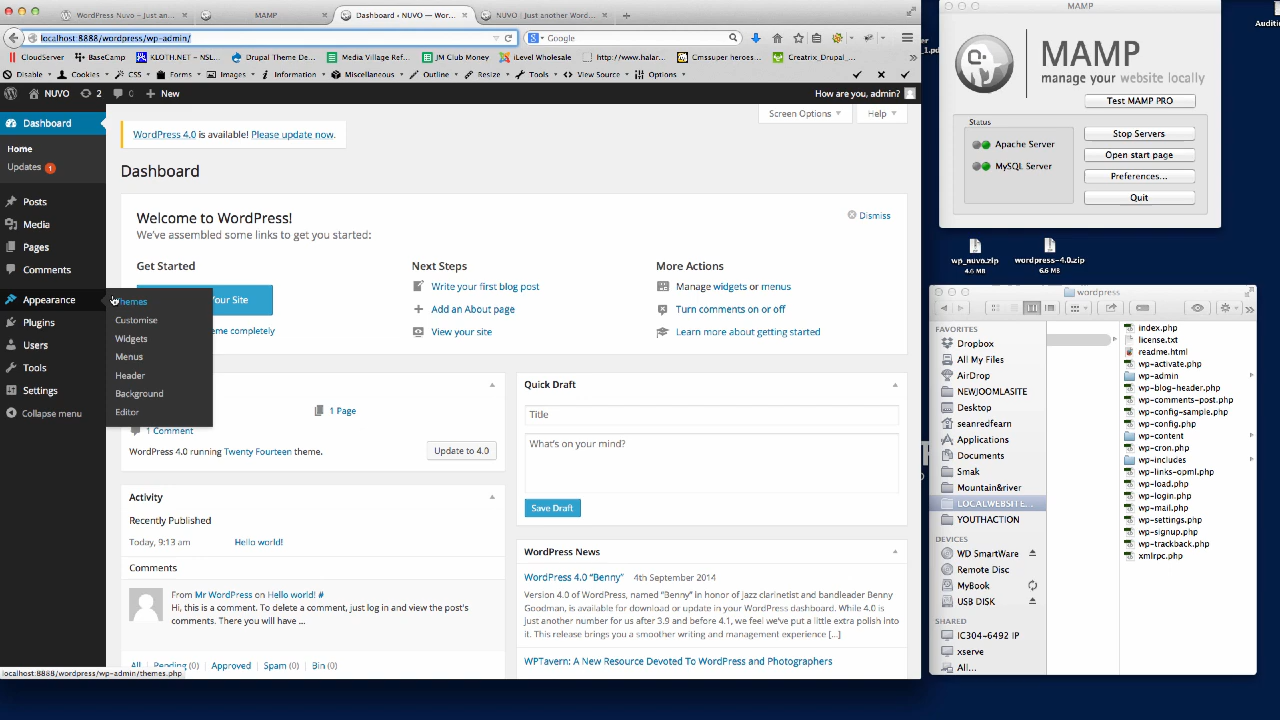 WordPress Nuvo – Just an...
MAMP
Dashboard ‹ NUVO — Wor...
NUVO | Just another Word...
localhost:8888/wordpress/wp-admin/
Google
CloudServer
BaseCamp
KLOTH.NET – NSL...
Drupal Theme De...
Media Village Ref...
JM Club Money
iLevel Wholesale
http://www.halar...
Cmssuper heroes...
Creatrix_Drupal_...
Disable
Cookies
CSS
Forms
Images
Information
Miscellaneous
Outline
Resize
Tools
View Source
Options
NUVO
2
0
New
How are you, admin?
Dashboard
Home
Updates 1
Posts
Media
Pages
Comments
Appearance
Plugins
Users
Tools
Settings
Collapse menu
Customise
Widgets
Menus
Header
Background
Editor
Screen Options
Help
WordPress 4.0 is available! Please update now.
Dashboard
Welcome to WordPress!
We've assembled some links to get you started:
Dismiss
Get Started
Your Site
completely
Next Steps
Write your first blog post
Add an About page
View your site
More Actions
Manage widgets or menus
Turn comments on or off
Learn more about getting started
1 Page
1 Comment
WordPress 4.0 running Twenty Fourteen theme.
Update to 4.0
Activity
Recently Published
Today, 9:13 am
Hello world!
Comments
From Mr WordPress on Hello world! #
Hi, this is a comment. To delete a comment, just log in and view the post's
comments. There you will have ...
All
Pending (0)
Approved
Spam (0)
Bin (0)
Quick Draft
Title
What's on your mind?
Save Draft
WordPress News
WordPress 4.0 “Benny” 4th September 2014
Version 4.0 of WordPress, named “Benny” in honor of jazz clarinetist and bandleader Benny
Goodman, is available for download or update in your WordPress dashboard. While 4.0 is
just another number for us after 3.9 and before 4.1, we feel we've put a little extra polish into
it. This release brings you a smoother writing and management experience [...]
WPTavern: A New Resource Devoted To WordPress and Photographers
localhost:8888/wordpress/wp-admin/themes.php
MAMP
MAMP
manage your website locally
Test MAMP PRO
Status
Apache Server
MySQL Server
Stop Servers
Open start page
Preferences...
Quit
wp_nuvo.zip
4.6 MB
wordpress-4.0.zip
6.6 MB
wordpress
FAVORITES
Dropbox
All My Files
AirDrop
NEWJOOMLASITE
Desktop
seanredfearn
Applications
Documents
Smak
Mountain&river
LOCALWEBSITE...
YOUTHACTION
DEVICES
WD SmartWare
Remote Disc
MyBook
USB DISK
SHARED
IC304-6492 IP
xserve
All...
index.php
license.txt
readme.html
wp-activate.php
wp-admin
wp-blog-header.php
wp-comments-post.php
wp-config-sample.php
wp-config.php
wp-content
wp-cron.php
wp-includes
wp-links-opml.php
wp-load.php
wp-login.php
wp-mail.php
wp-settings.php
wp-signup.php
wp-trackback.php
xmlrpc.php